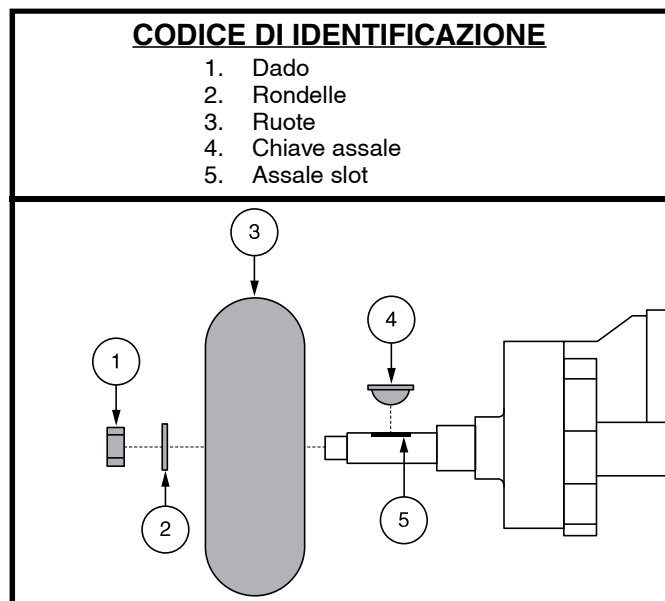 CODICE DI IDENTIFICAZIONE
1. Dado
2. Rondelle
3. Ruote
4. Chiave assale
5. Assale slot
3
4
1
2
5